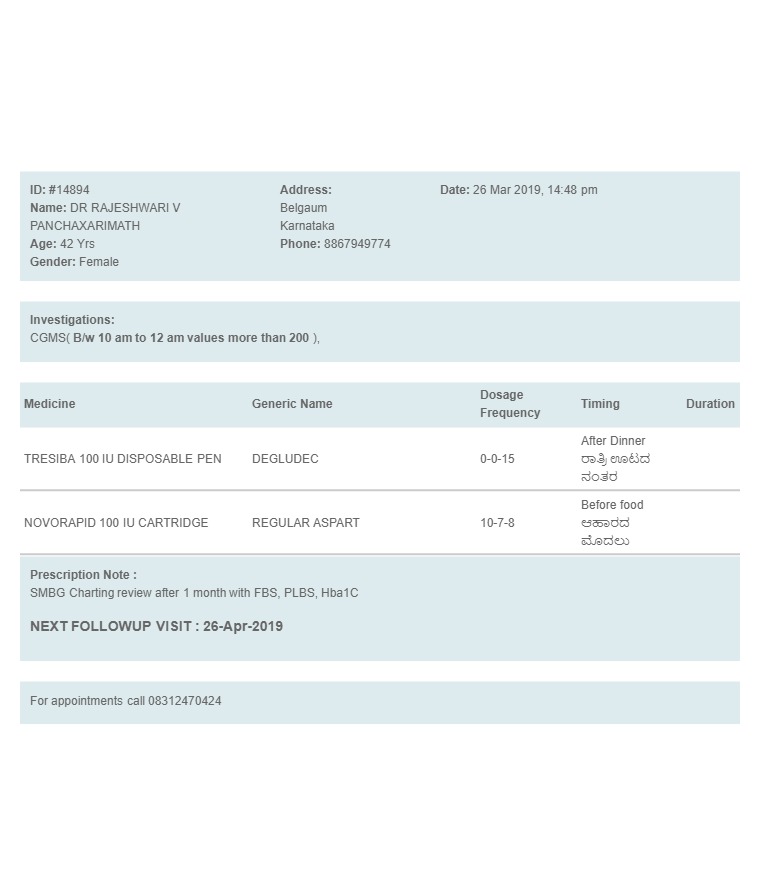 ID: #14894
Name: DR RAJESHWARI V
PANCHAXARIMATH
Age: 42 Yrs
Gender: Female
Address:
Belgaum
Karnataka
Phone: 8867949774
Date: 26 Mar 2019, 14:48 pm
Investigations:
CGMS( B/w 10 am to 12 am values more than 200 ),
Medicine Generic Name Dosage Frequency Timing Duration
TRESIBA 100 IU DISPOSABLE PEN DEGLUDEC 0-0-15 After Dinner
ರಾತ್ರಿ ಊಟದ
ನಂತರ
NOVORAPID 100 IU CARTRIDGE REGULAR ASPART 10-7-8 Before food
ಆಹಾರದ
ಮೊದಲು
Prescription Note :
SMBG Charting review after 1 month with FBS, PLBS, Hba1C
NEXT FOLLOWUP VISIT : 26-Apr-2019
For appointments call 08312470424